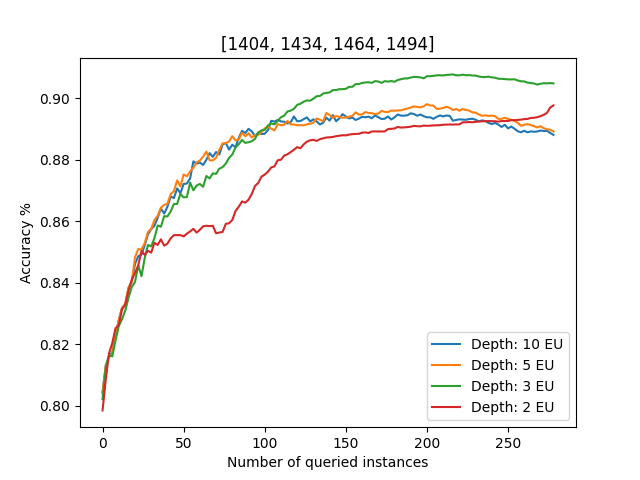 [1404, 1434, 1464, 1494]
Accuracy %
0.90
0.88
0.86
0.84
0.82
0.80
0 50 100 150 200 250
Number of queried instances
Depth: 10 EU
Depth: 5 EU
Depth: 3 EU
Depth: 2 EU